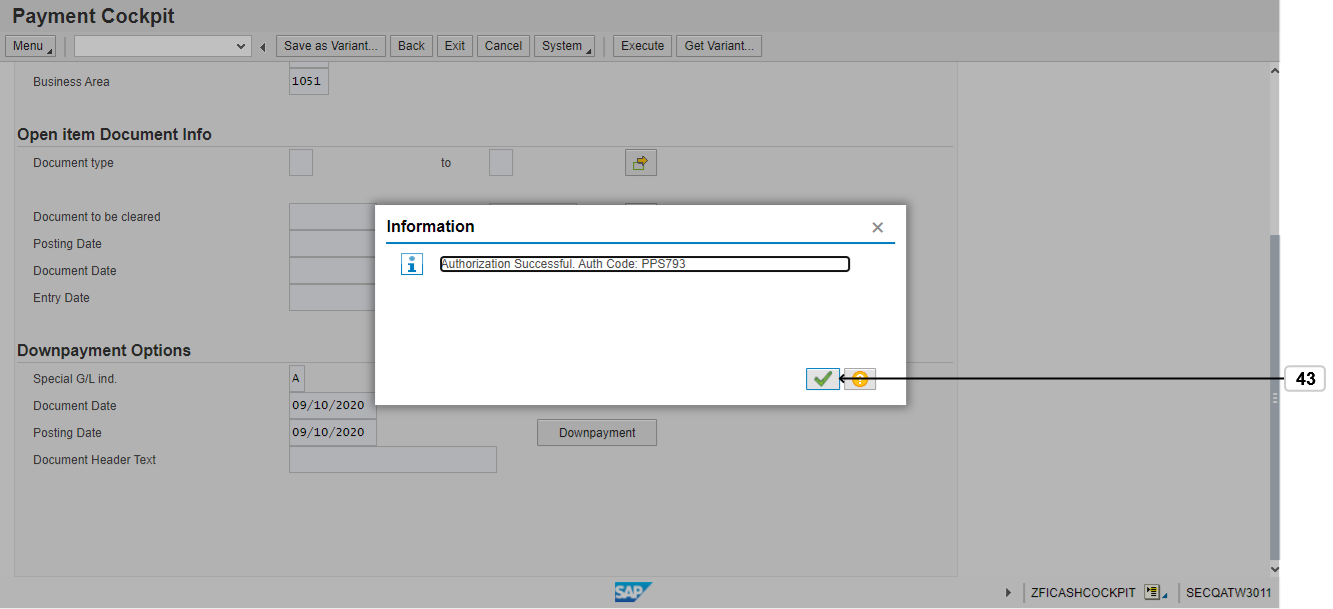 Payment Cockpit
Menu Save as Variant... Back Exit Cancel System Execute Get Variant...
Business Area 1051
Open item Document Info
Document type to
Document to be cleared
Posting Date
Document Date
Entry Date
Information
Authorization Successful. Auth Code: PPS793
43
Downpayment Options
Special G/L ind. A
Document Date 09/10/2020
Posting Date 09/10/2020 Downpayment
Document Header Text
SAP ZFICASHCOCKPIT SECQATW3011